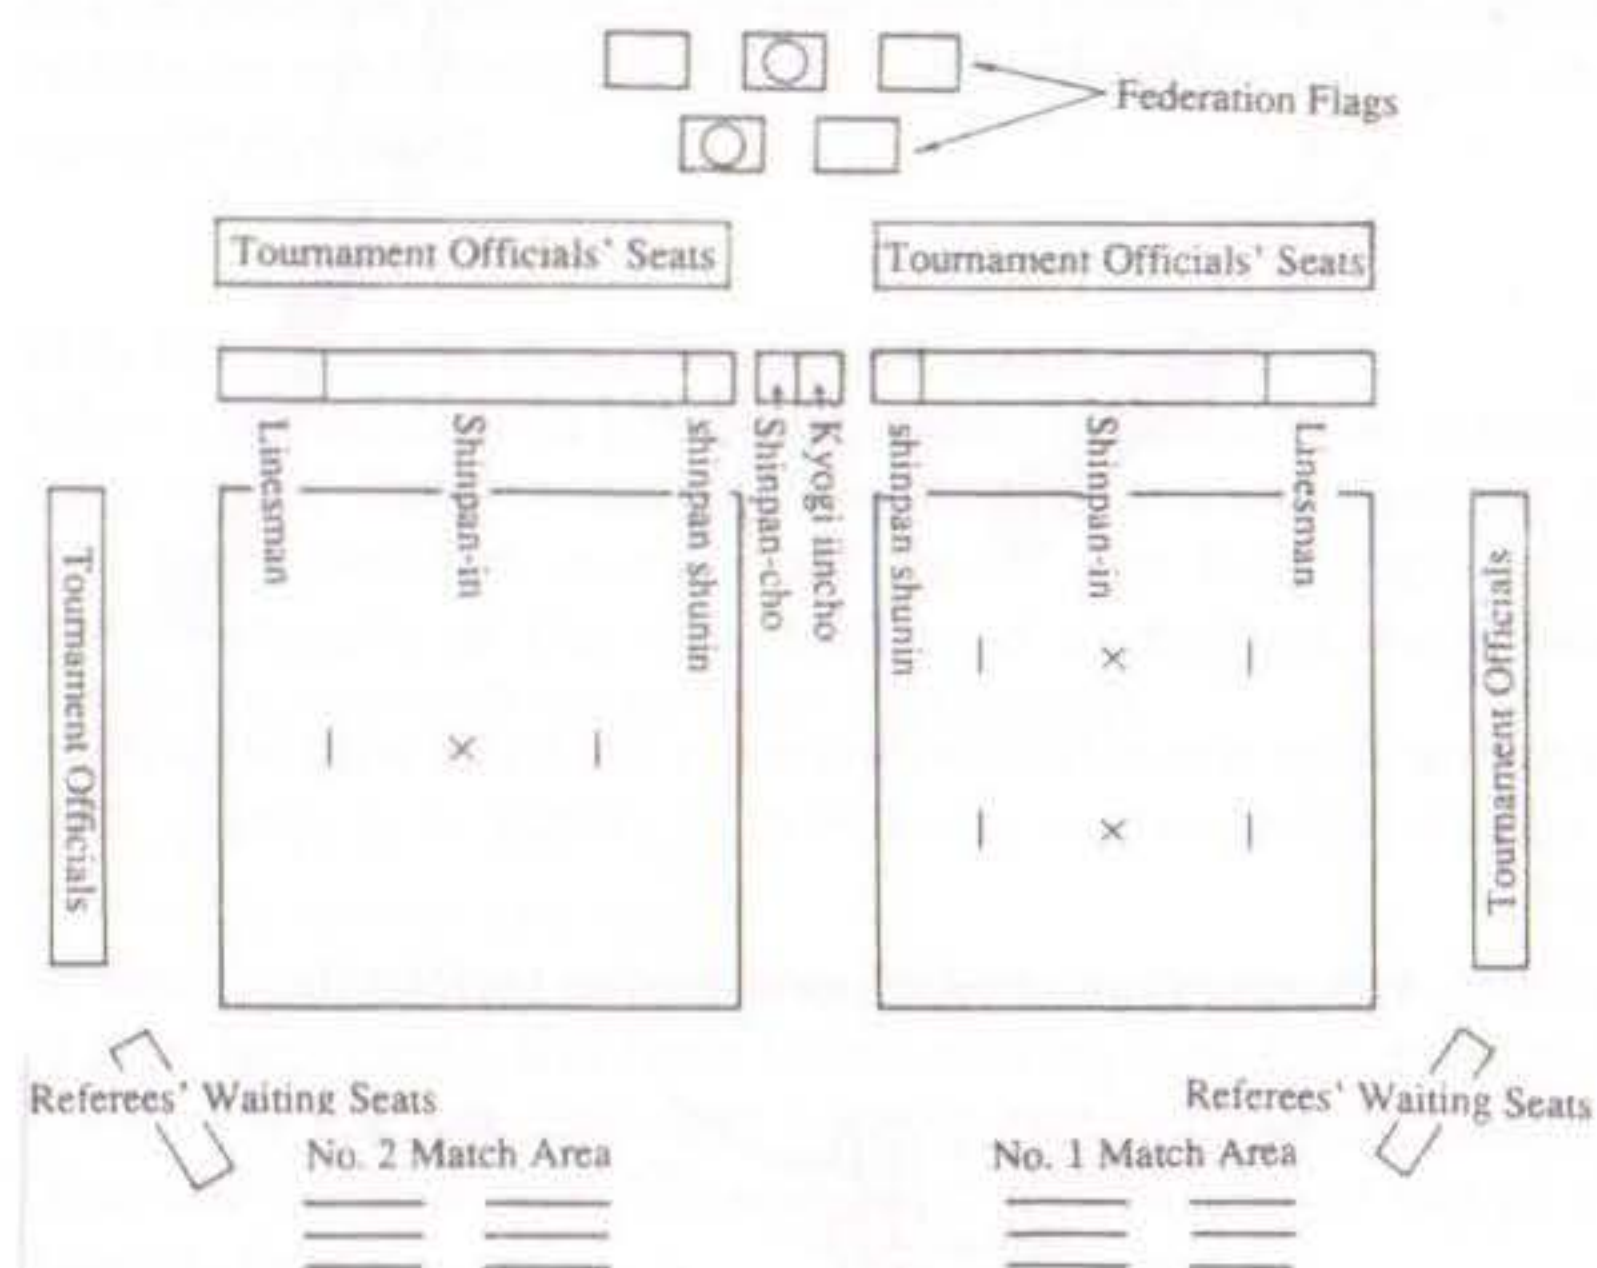 Federation Flags
Tournament Officials' Seats
Tournament Officials' Seats
Linesman
Shinpan-in
shinpan shunin
Shinpan-cho
Kyogi iincho
shinpan shunin
Shinpan-in
Linesman
Tournament Officials
Tournament Officials
Referees' Waiting Seats
Referees' Waiting Seats
No. 2 Match Area
No. 1 Match Area